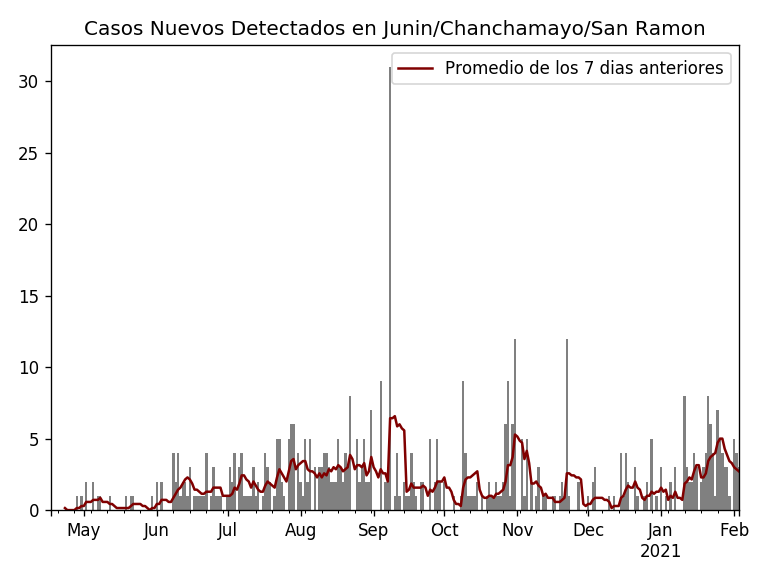 Casos Nuevos Detectados en Junin/Chanchamayo/San Ramon
Promedio de los 7 dias anteriores
30
25
20
15
10
5
0
May Jun Jul Aug Sep Oct Nov Dec Jan Feb
2021